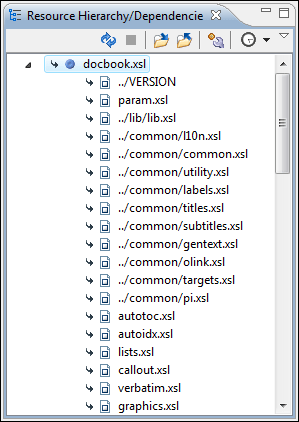 Resource Hierarchy/Dependencie
docbook.xsl
../VERSION
param.xsl
../lib/lib.xsl
../common/l10n.xsl
../common/common.xsl
../common/utility.xsl
../common/labels.xsl
../common/titles.xsl
../common/subtitles.xsl
../common/gentext.xsl
../common/olink.xsl
../common/targets.xsl
../common/pi.xsl
autotoc.xsl
autoidx.xsl
lists.xsl
callout.xsl
verbatim.xsl
graphics.xsl